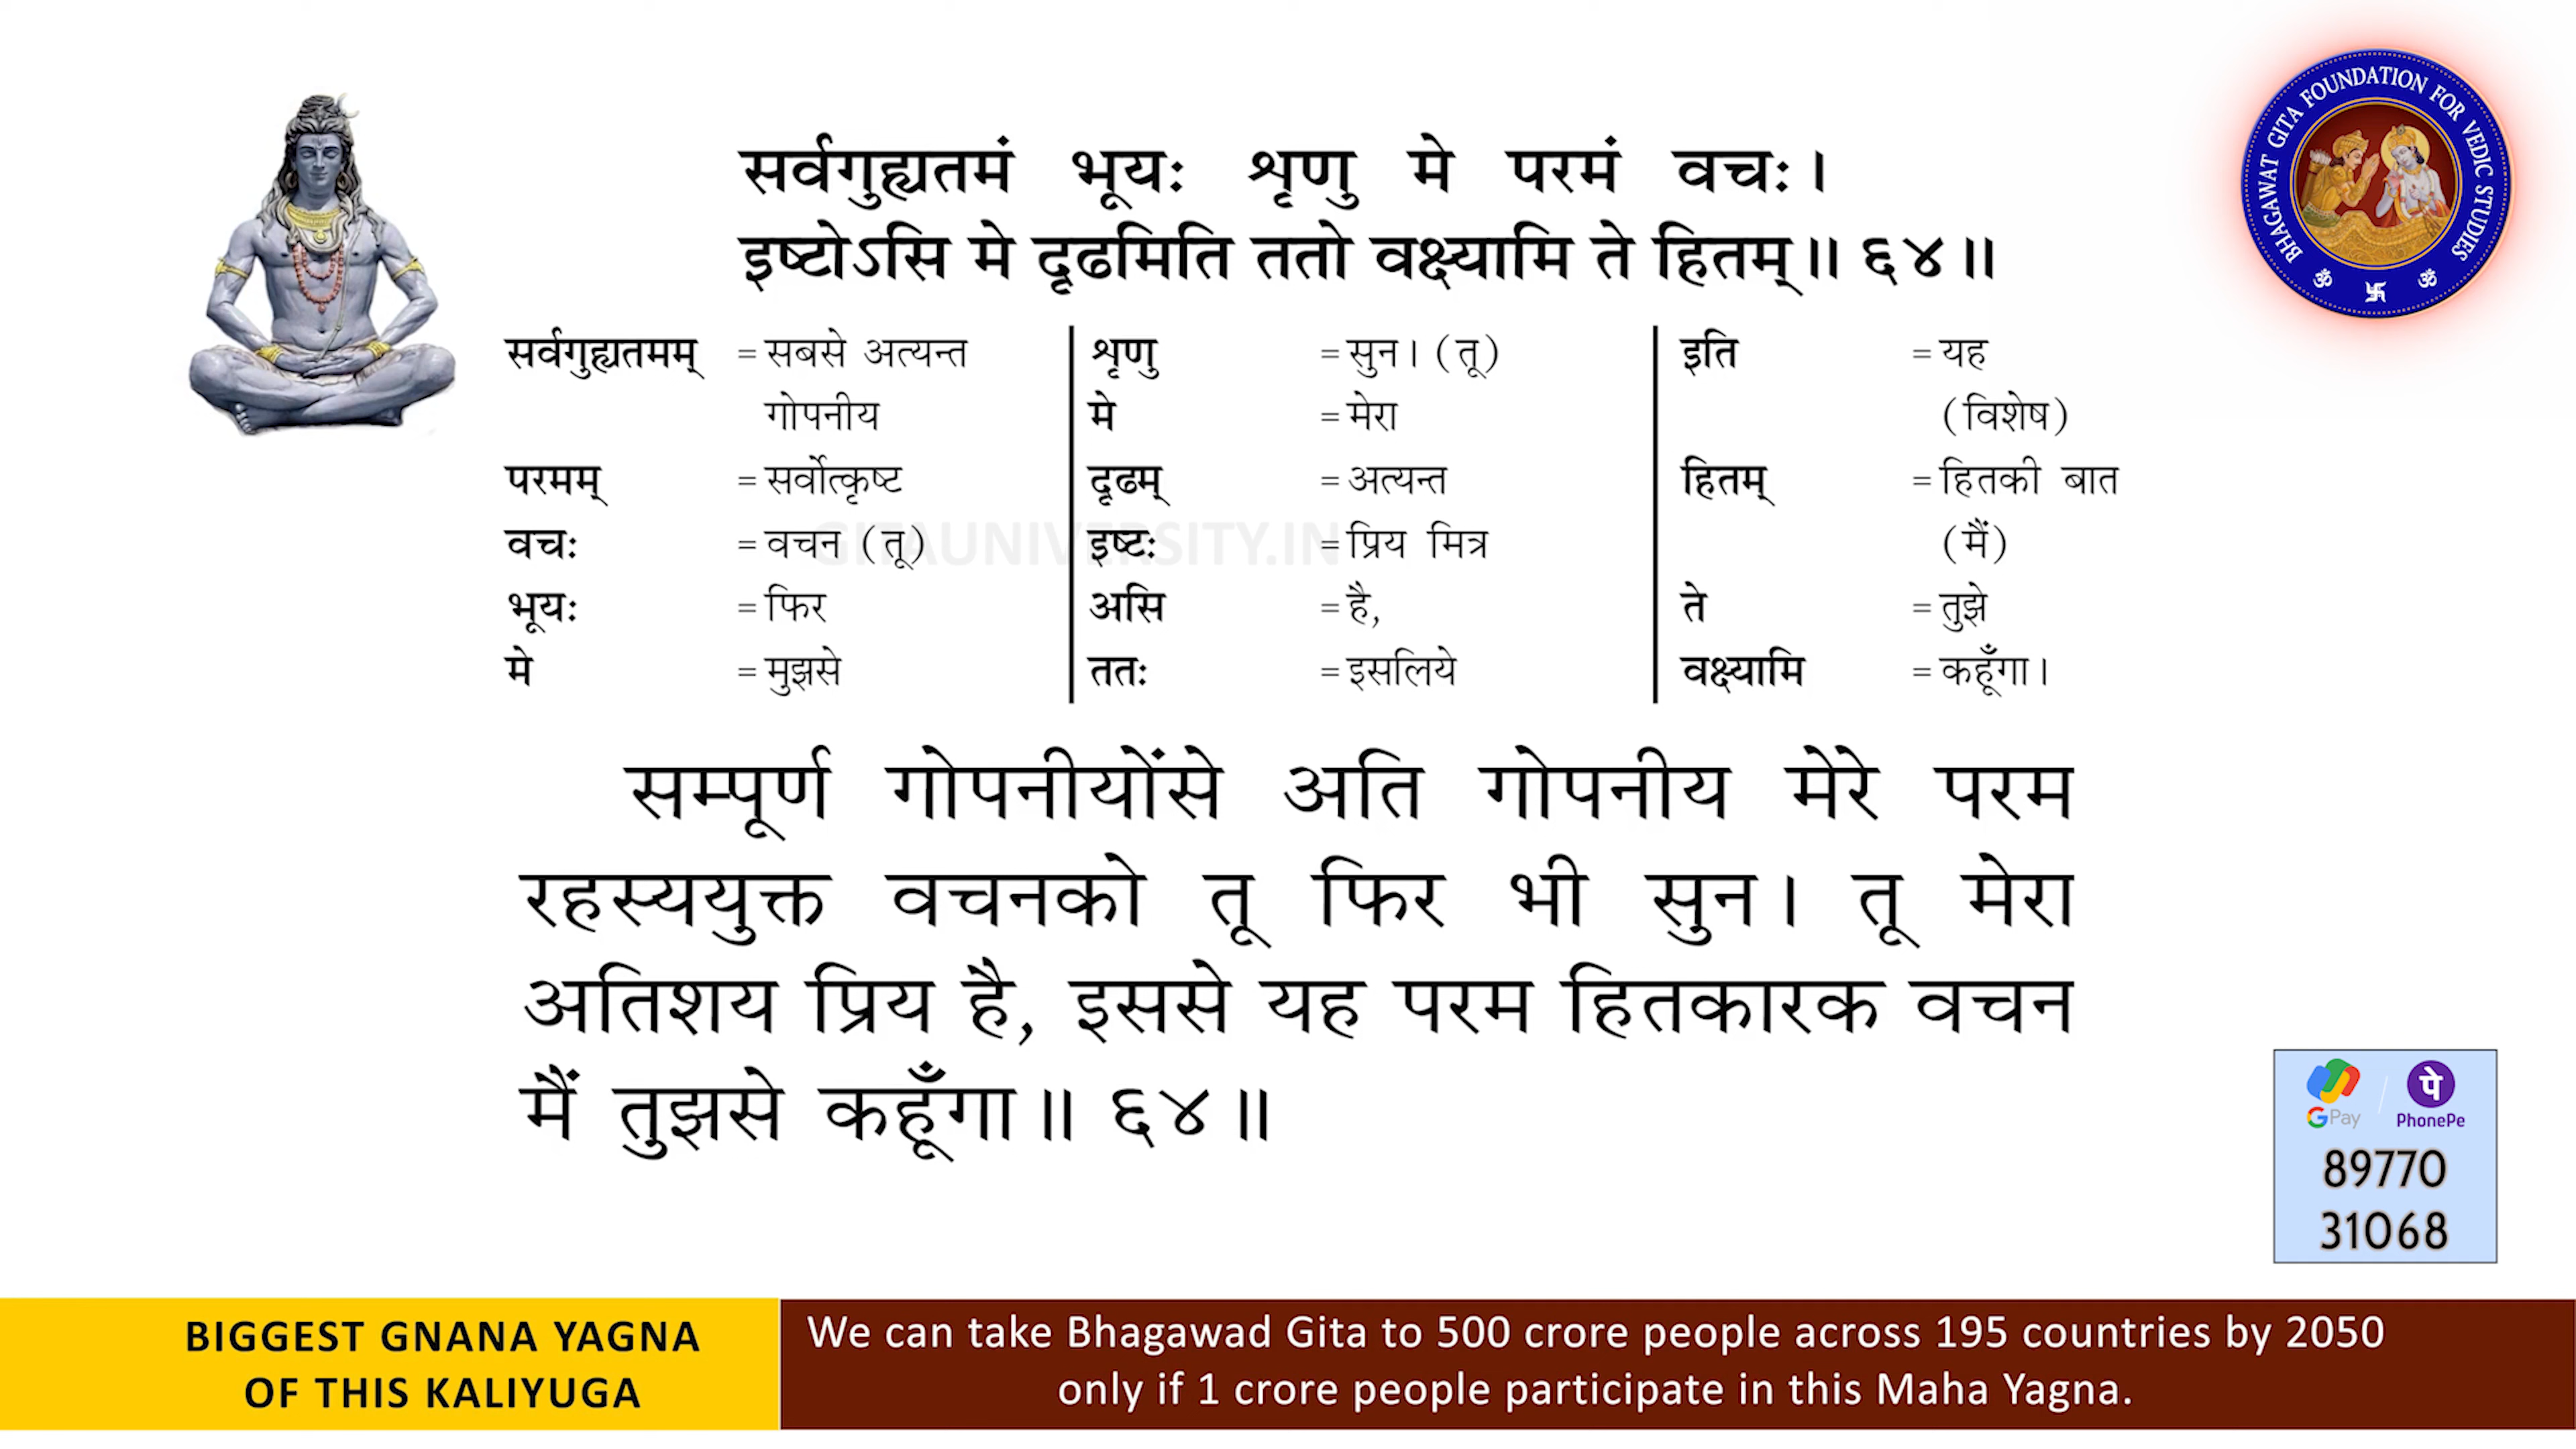 BHAGAWAT GITA FOUNDATION FOR VEDIC STUDIES
ॐ 卐 ॐ
सर्वगुह्यतमं भूयः शृणु मे परमं वचः।
इष्टोऽसि मे दृढमिति ततो वक्ष्यामि ते हितम्॥ ६४॥
सर्वगुह्यतमम् = सबसे अत्यन्त गोपनीय
परमम् = सर्वोत्कृष्ट
वचः = वचन (तू)
भूयः = फिर
मे = मुझसे
शृणु = सुन। (तू)
मे = मेरा
दृढम् = अत्यन्त
इष्टः = प्रिय मित्र
असि = है,
ततः = इसलिये
इति = यह
(विशेष)
हितम् = हितकी बात
(मैं)
ते = तुझे
वक्ष्यामि = कहूँगा।
GITAUNIVERSITY.IN
सम्पूर्ण गोपनीयोंसे अति गोपनीय मेरे परम
रहस्ययुक्त वचनको तू फिर भी सुन। तू मेरा
अतिशय प्रिय है, इससे यह परम हितकारक वचन
मैं तुझसे कहूँगा॥ ६४॥
GPay
पे
PhonePe
89770
31068
BIGGEST GNANA YAGNA
OF THIS KALIYUGA
We can take Bhagawad Gita to 500 crore people across 195 countries by 2050
only if 1 crore people participate in this Maha Yagna.